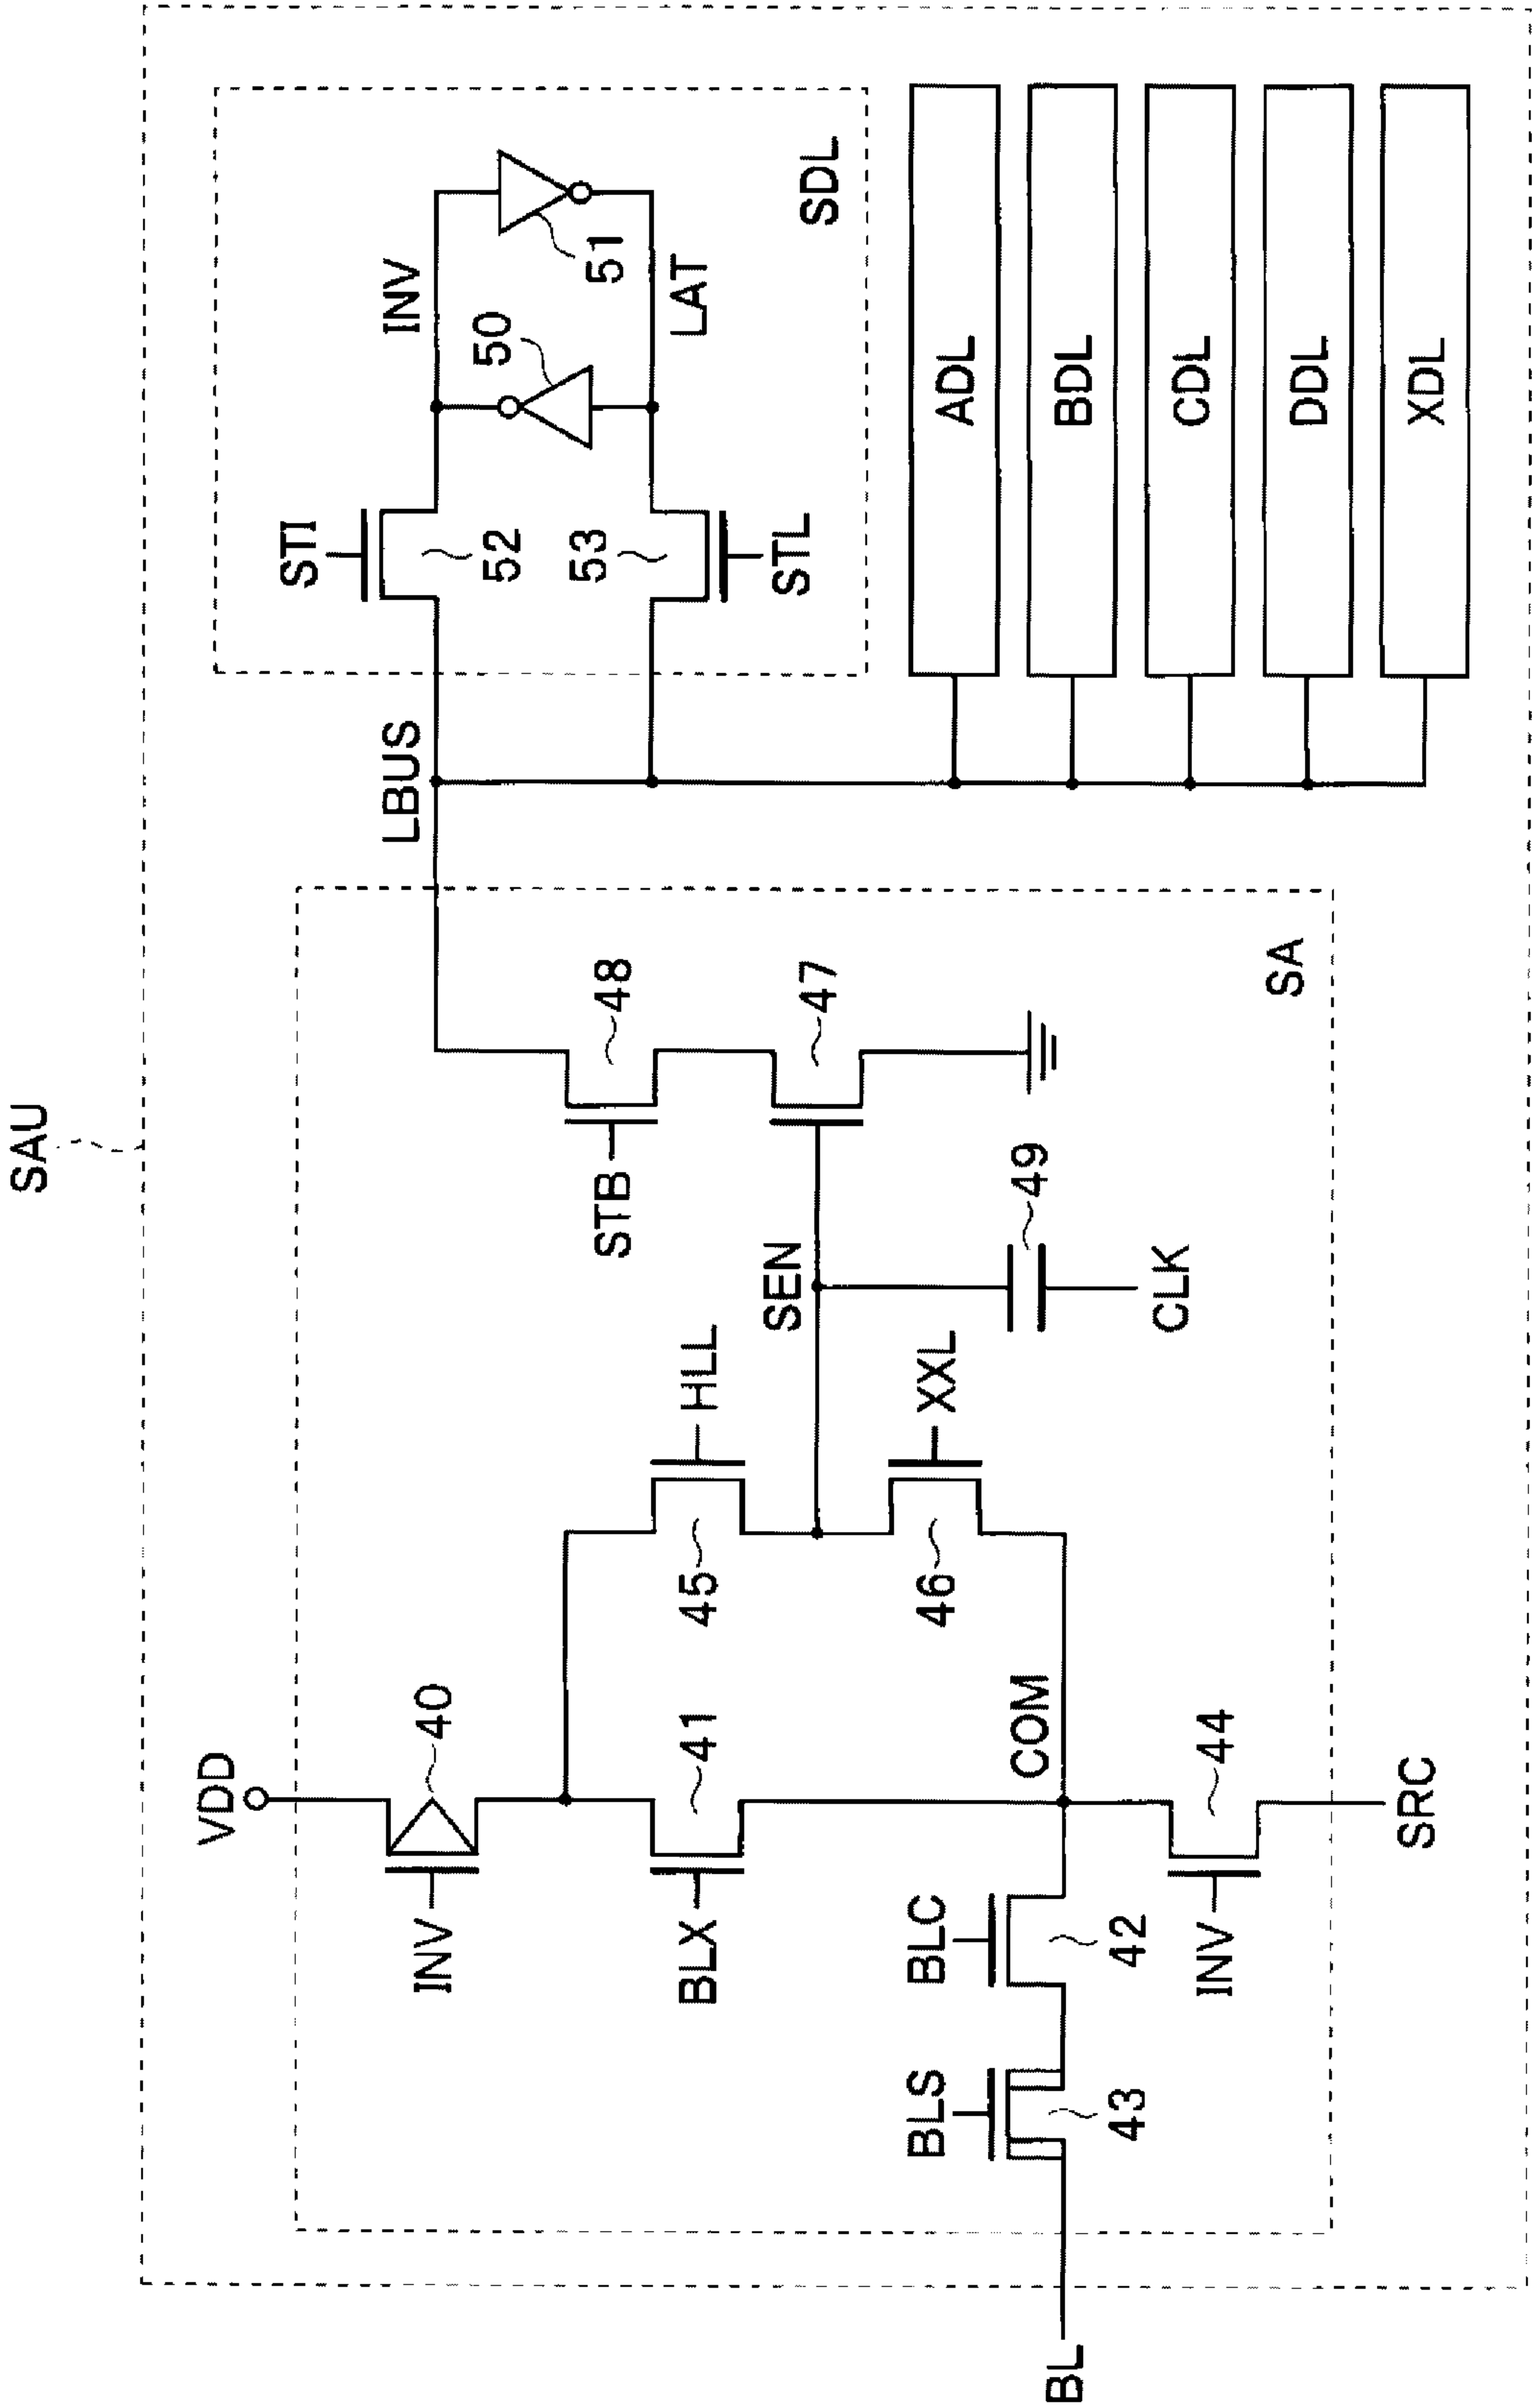 SAU
VDD
INV
40
BLX
41
HLL
45
SEN
STB
48
47
LBUS
STI
52
53
STL
INV
50
51
LAT
SDL
BLS
43
BLC
42
COM
46
XXL
49
CLK
INV
44
SRC
BL
SA
ADL
BDL
CDL
DDL
XDL